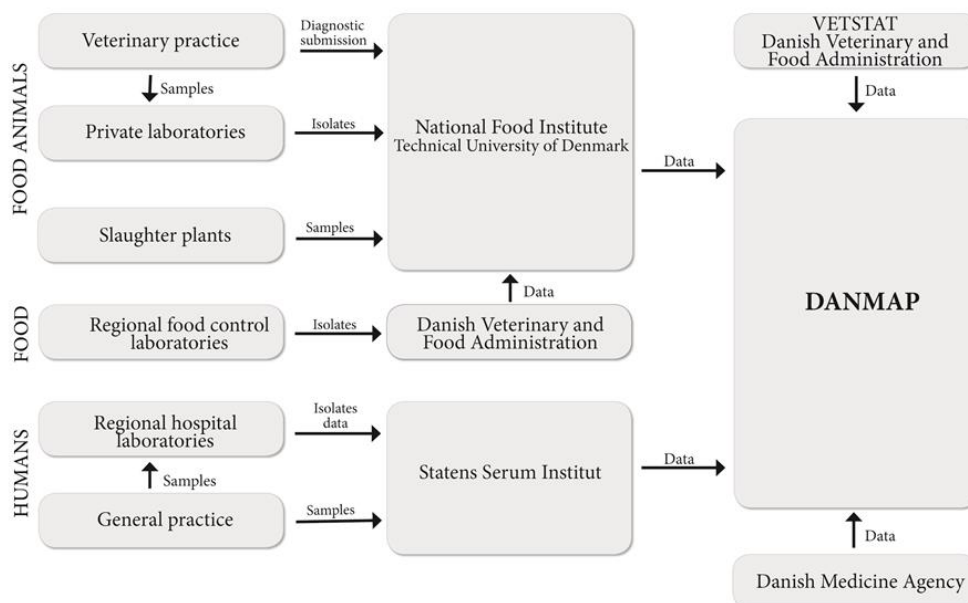 FOOD ANIMALS
Veterinary practice
Diagnostic
submission
Samples
Private laboratories
Isolates
National Food Institute
Technical University of Denmark
Slaughter plants
Samples
Data
VETSTAT
Danish Veterinary and
Food Administration
Data
DANMAP
FOOD
Regional food control
laboratories
Isolates
Danish Veterinary and
Food Administration
Data
HUMANS
Regional hospital
laboratories
Isolates
data
Samples
General practice
Samples
Statens Serum Institut
Data
Data
Danish Medicine Agency